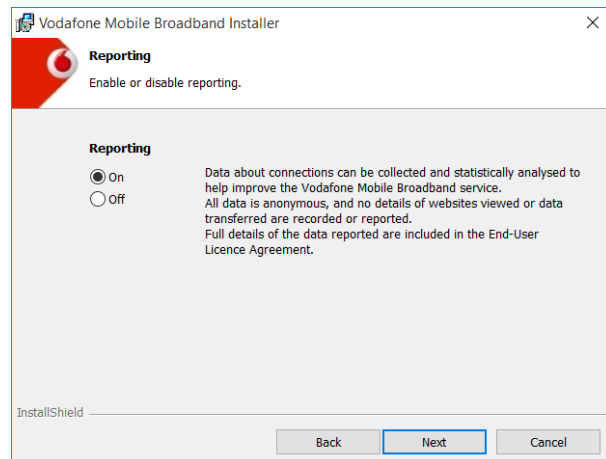 Vodafone Mobile Broadband Installer
Reporting
Enable or disable reporting.
Reporting
On
Off
Data about connections can be collected and statistically analysed to
help improve the Vodafone Mobile Broadband service.
All data is anonymous, and no details of websites viewed or data
transferred are recorded or reported.
Full details of the data reported are included in the End-User
Licence Agreement.
InstallShield
Back
Next
Cancel